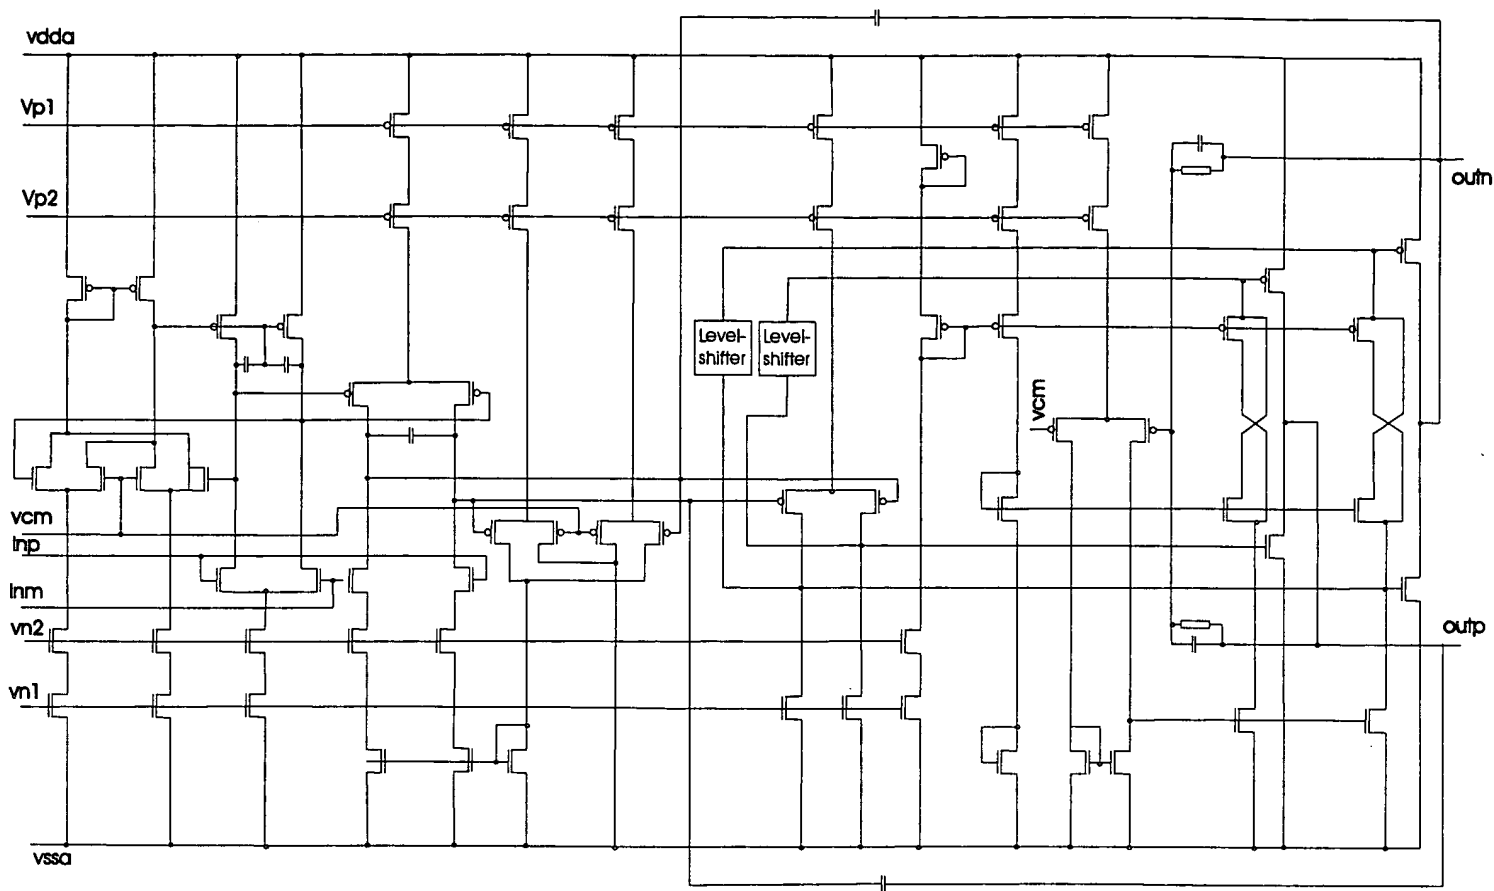 vdda
Vp1
outn
Vp2
Level-
shifter
Level-
shifter
vcm
vcm
Inp
Inm
vn2
outp
vn1
vssa